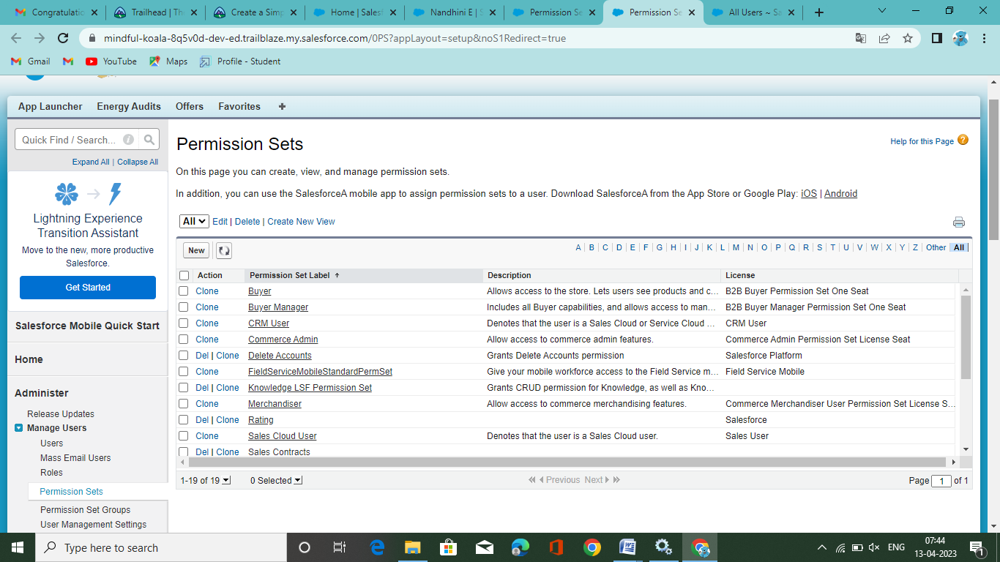 Congratulatio
Trailhead | Th
Create a Simp
Home | Salesf
Nandhini E | S
Permission Se
Permission Se
All Users ~ Sa
mindful-koala-8q5v0d-dev-ed.trailblaze.my.salesforce.com/0PS?appLayout=setup&noS1Redirect=true
Gmail
YouTube
Maps
Profile - Student
App Launcher
Energy Audits
Offers
Favorites
Quick Find / Search...
Expand All | Collapse All
Lightning Experience
Transition Assistant
Move to the new, more productive
Salesforce.
Get Started
Salesforce Mobile Quick Start
Home
Administer
Release Updates
Manage Users
Users
Mass Email Users
Roles
Permission Sets
Permission Set Groups
User Management Settings
Permission Sets
Help for this Page ?
On this page you can create, view, and manage permission sets.
In addition, you can use the SalesforceA mobile app to assign permission sets to a user. Download SalesforceA from the App Store or Google Play: iOS | Android
All Edit | Delete | Create New View
New
A | B | C | D | E | F | G | H | I | J | K | L | M | N | O | P | Q | R | S | T | U | V | W | X | Y | Z | Other | All
Action Permission Set Label ↑ Description License
Clone Buyer Allows access to the store. Lets users see products and c... B2B Buyer Permission Set One Seat
Clone Buyer Manager Includes all Buyer capabilities, and allows access to man... B2B Buyer Manager Permission Set One Seat
Clone CRM User Denotes that the user is a Sales Cloud or Service Cloud ... CRM User
Clone Commerce Admin Allow access to commerce admin features. Commerce Admin Permission Set License Seat
Del | Clone Delete Accounts Grants Delete Accounts permission Salesforce Platform
Clone FieldServiceMobileStandardPermSet Give your mobile workforce access to the Field Service m... Field Service Mobile
Del | Clone Knowledge LSF Permission Set Grants CRUD permission for Knowledge, as well as Kno...
Clone Merchandiser Allow access to commerce merchandising features. Commerce Merchandiser User Permission Set License S...
Del | Clone Rating Salesforce
Clone Sales Cloud User Denotes that the user is a Sales Cloud user. Sales User
Del | Clone Sales Contracts
1-19 of 19
0 Selected
Previous Next
Page 1 of 1
Type here to search
ENG
07:44
13-04-2023
1